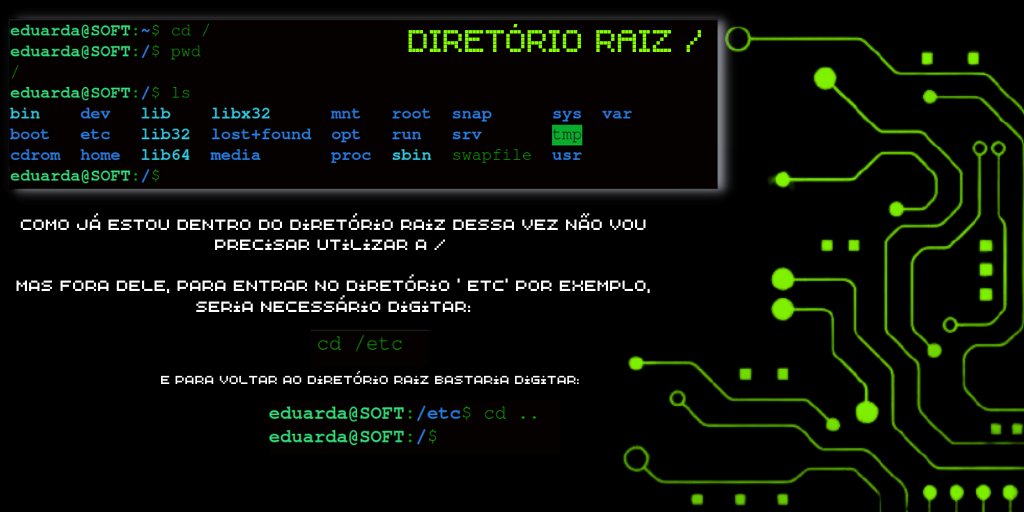 eduarda@SOFT:~$ cd /
DIRETÓRIO RAIZ /
eduarda@SOFT:/$ pwd
/
eduarda@SOFT:/$ ls
bin dev lib libx32 mnt root snap sys var
boot etc lib32 lost+found opt run srv tmp
cdrom home lib64 media proc sbin swapfile usr
eduarda@SOFT:/$
COMO JÁ ESTOU DENTRO DO DIRETÓRIO RAIZ DESSA VEZ NÃO VOU
PRECISAR UTILIZAR A /
MAS FORA DELE, PARA ENTRAR NO DIRETÓRIO ' ETC' POR EXEMPLO,
SERIA NECESSÁRIO DIGITAR:
cd /etc
E PARA VOLTAR AO DIRETÓRIO RAIZ BASTARIA DIGITAR:
eduarda@SOFT:/etc$ cd ..
eduarda@SOFT:/$